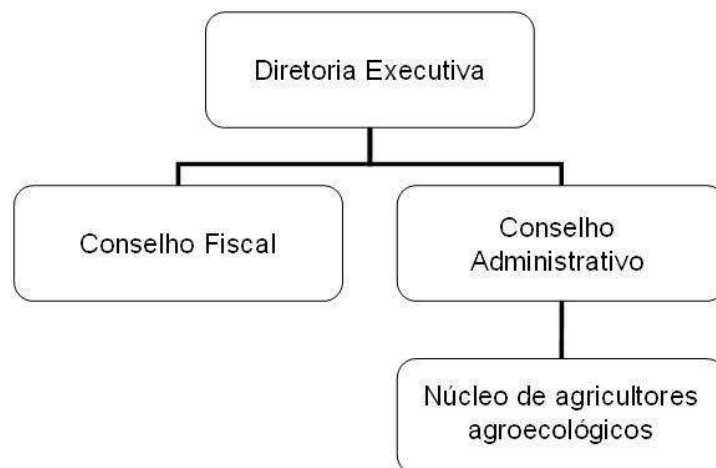 Diretoria Executiva
Conselho Fiscal
Conselho
Administrativo
Núcleo de agricultores
agroecológicos